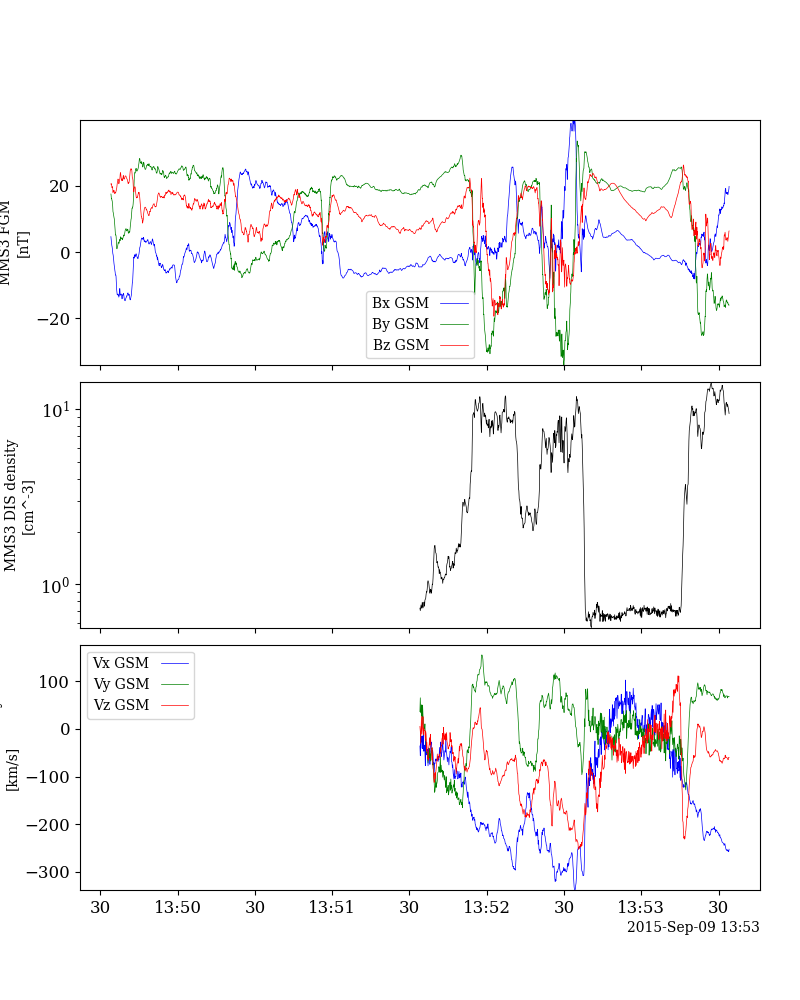 MMS3 FGM
[nT]
20
0
−20
Bx GSM
By GSM
Bz GSM
MMS3 DIS density
[cm^-3]
10^1
10^0
[km/s]
100
0
−100
−200
−300
Vx GSM
Vy GSM
Vz GSM
30 13:50 30 13:51 30 13:52 30 13:53 30
2015-Sep-09 13:53